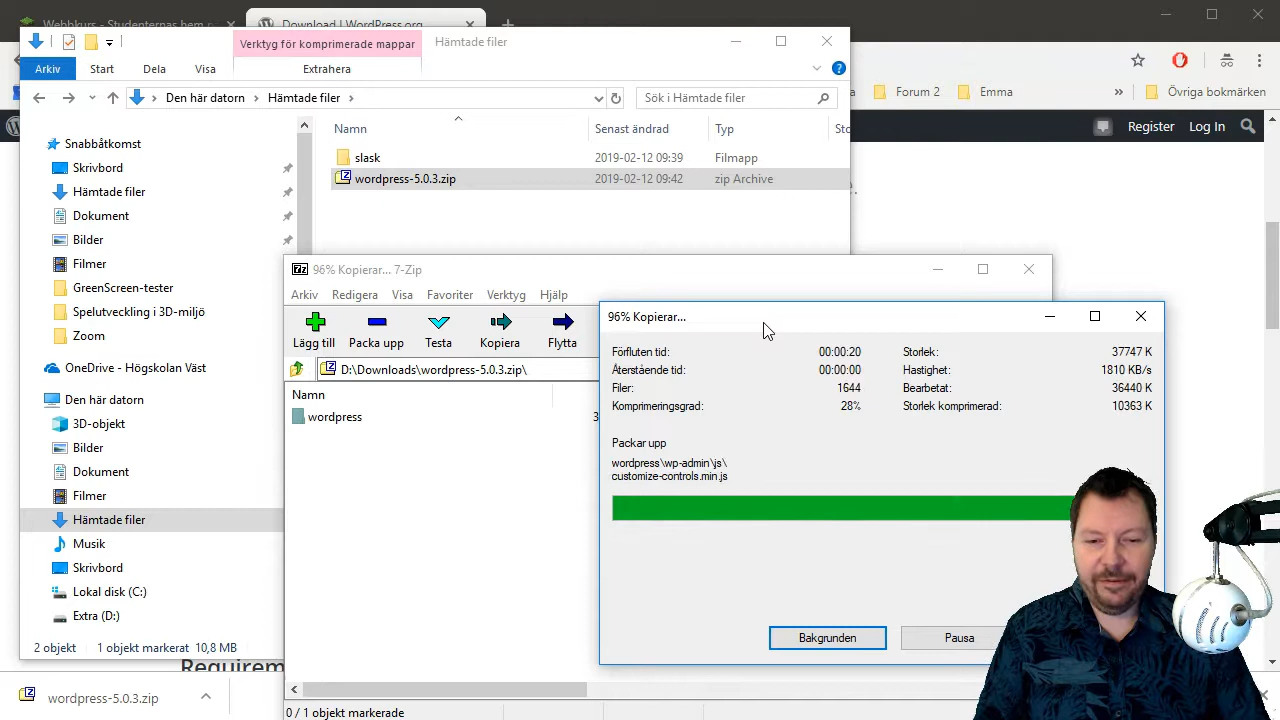 Webbkurs - Studenternas hem
Download | WordPress.org
Verktyg för komprimerade mappar
Hämtade filer
Arkiv
Start
Dela
Visa
Extrahera
Den här datorn
Hämtade filer
Sök i Hämtade filer
Forum 2
Emma
Övriga bokmärken
Register
Log In
Namn
Senast ändrad
Typ
slask
2019-02-12 09:39
Filmapp
wordpress-5.0.3.zip
2019-02-12 09:42
zip Archive
Snabbåtkomst
Skrivbord
Hämtade filer
Dokument
Bilder
Filmer
GreenScreen-tester
Spelutveckling i 3D-miljö
Zoom
OneDrive - Högskolan Väst
Den här datorn
3D-objekt
Bilder
Dokument
Filmer
Hämtade filer
Musik
Skrivbord
Lokal disk (C:)
Extra (D:)
2 objekt
1 objekt markerat 10,8 MB
96% Kopierar... 7-Zip
Arkiv
Redigera
Visa
Favoriter
Verktyg
Hjälp
Lägg till
Packa upp
Testa
Kopiera
Flytta
D:\Downloads\wordpress-5.0.3.zip\
Namn
wordpress
0 / 1 objekt markerade
96% Kopierar...
Förfluten tid: 00:00:20
Storlek: 37747 K
Återstående tid: 00:00:00
Hastighet: 1810 KB/s
Filer: 1644
Bearbetat: 36440 K
Komprimeringsgrad: 28%
Storlek komprimerad: 10363 K
Packar upp
wordpress\wp-admin\js\
customize-controls.min.js
Bakgrunden
Pausa
wordpress-5.0.3.zip